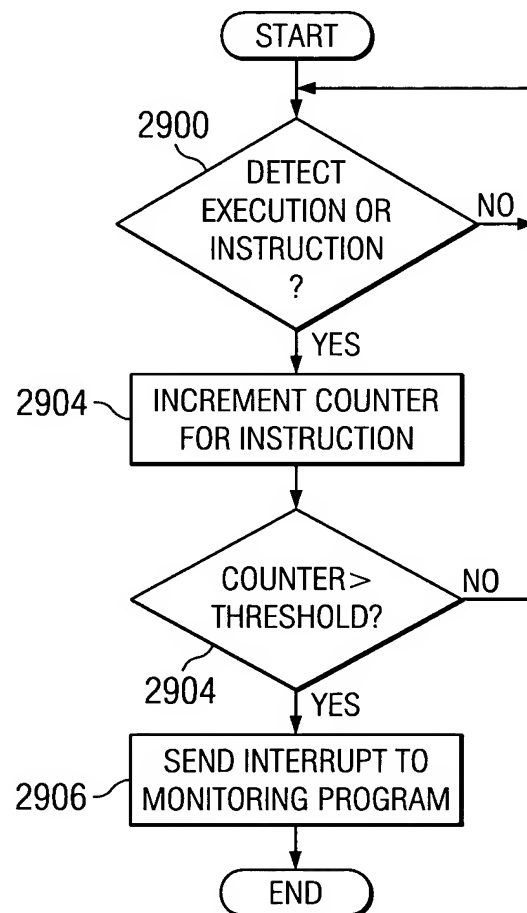 START
2900
DETECT
EXECUTION OR
INSTRUCTION
?
NO
YES
2904
INCREMENT COUNTER
FOR INSTRUCTION
COUNTER>
THRESHOLD?
NO
2904
YES
2906
SEND INTERRUPT TO
MONITORING PROGRAM
END